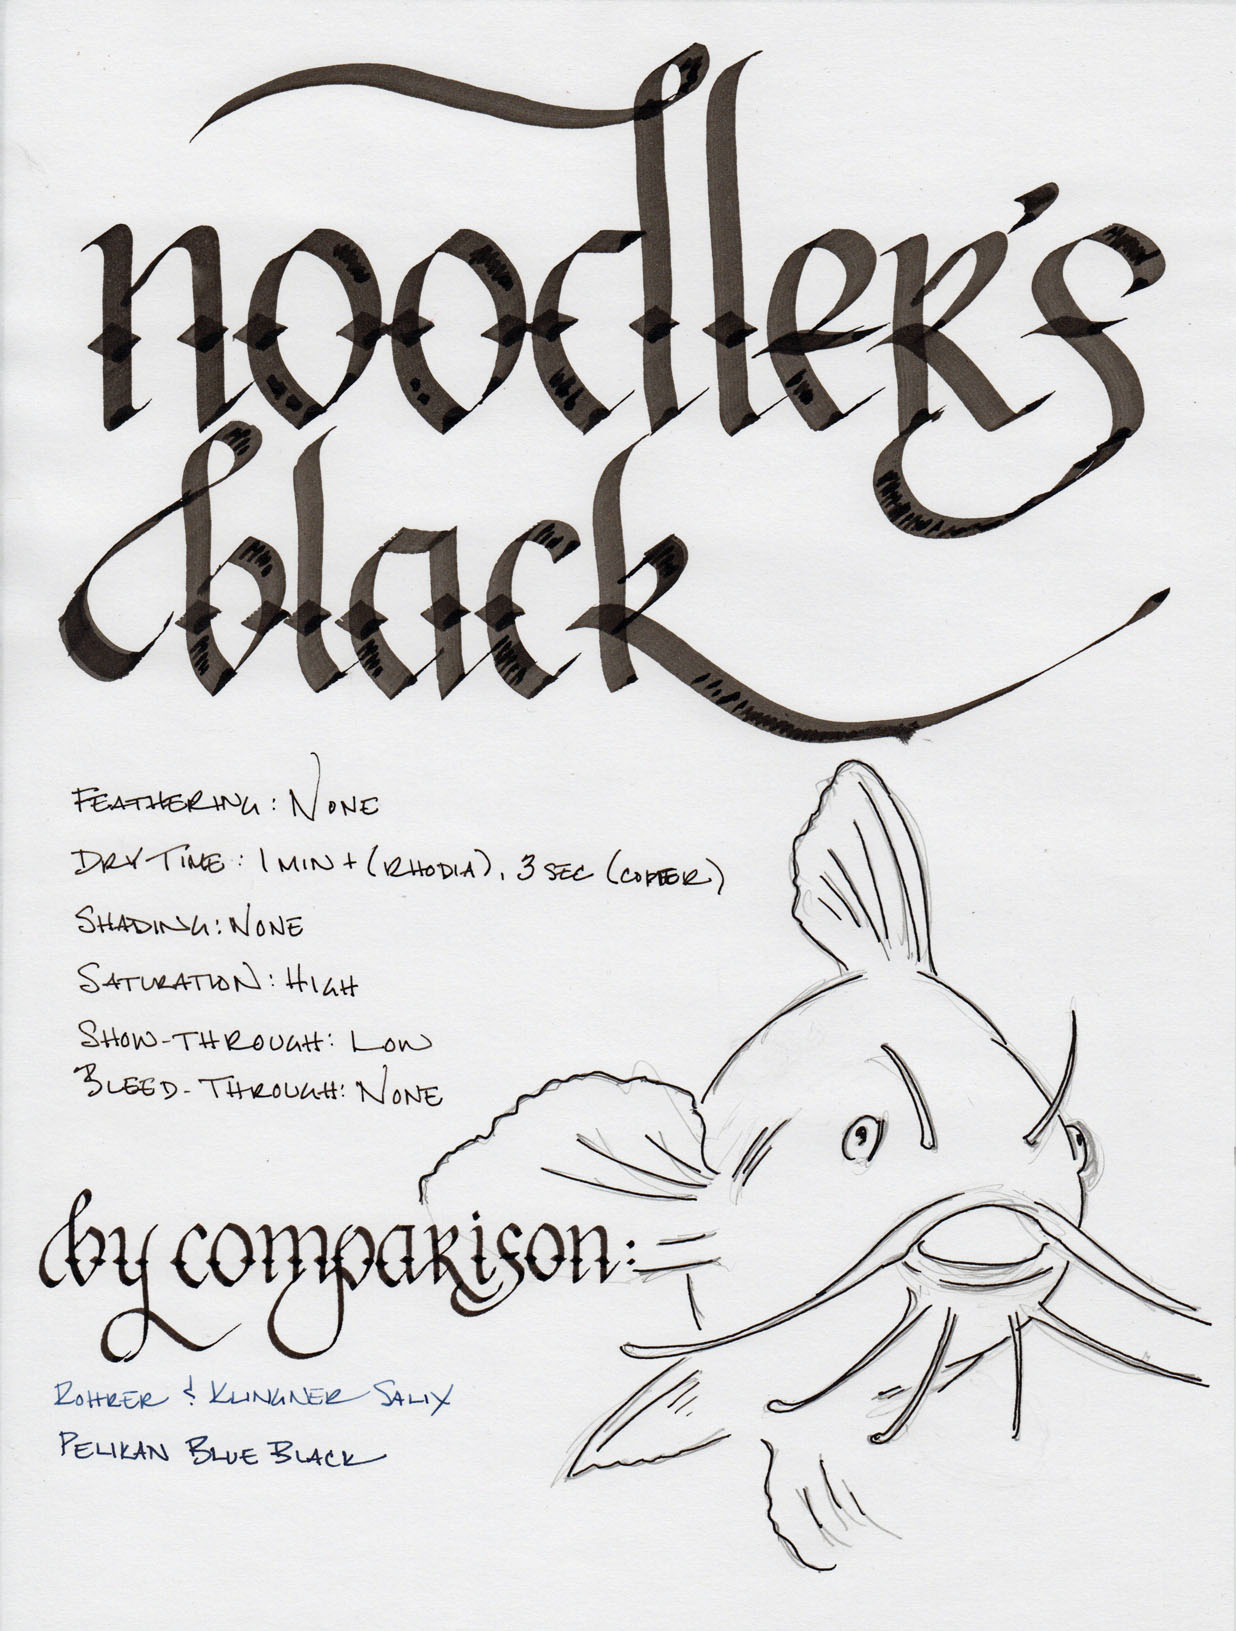 noodler's
black
Feathering: None
Dry Time: 1 min + (Rhodia), 3 sec (copier)
Shading: None
Saturation: High
Show-through: Low
Bleed-through: None
by comparison:
Rohrer & Klingner Salix
Pelikan Blue Black